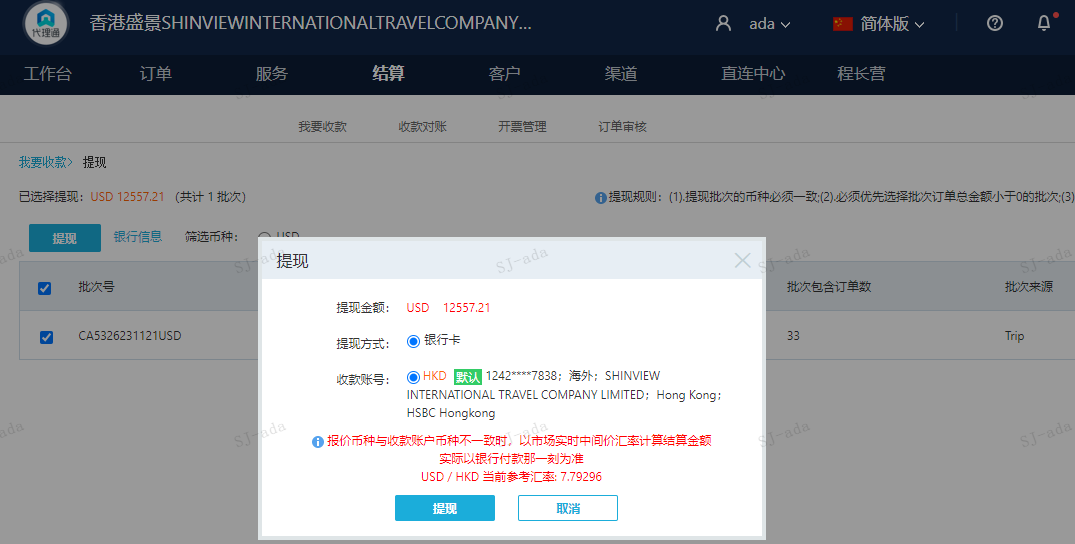 代理通
香港盛景SHINVIEWINTERNATIONALTRAVELCOMPANY...
ada
简体版
工作台 订单 服务 结算 客户 渠道 直连中心 程长营
我要收款 收款对账 开票管理 订单审核
我要收款> 提现
已选择提现： USD 12557.21 (共计 1 批次)
提现规则：(1).提现批次的币种必须一致;(2).必须优先选择批次订单总金额小于0的批次;(3)
提现 银行信息 筛选币种： USD
批次号 批次包含订单数 批次来源
CA5326231121USD 33 Trip
提现
提现金额： USD 12557.21
提现方式： 银行卡
收款账号： HKD 默认 1242****7838；海外；SHINVIEW
INTERNATIONAL TRAVEL COMPANY LIMITED；Hong Kong；
HSBC Hongkong
报价币种与收款账户币种不一致时，以市场实时中间价汇率计算结算金额
实际以银行付款那一刻为准
USD / HKD 当前参考汇率: 7.79296
提现 取消
SJ-ada
SJ-ada
SJ-ada
SJ-ada
SJ-ada
SJ-ada
SJ-ada